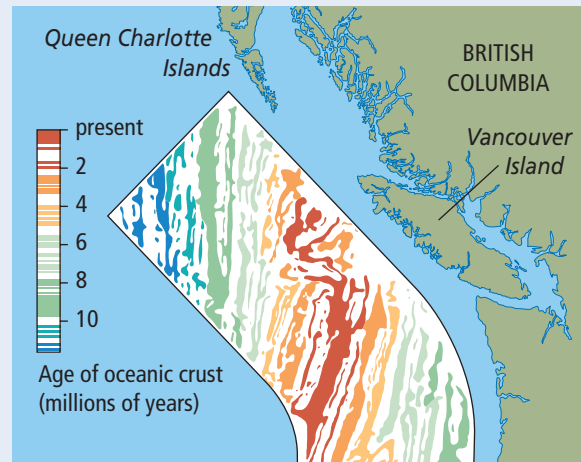 Queen Charlotte
Islands
BRITISH
COLUMBIA
Vancouver
Island
present
2
4
6
8
10
Age of oceanic crust
(millions of years)